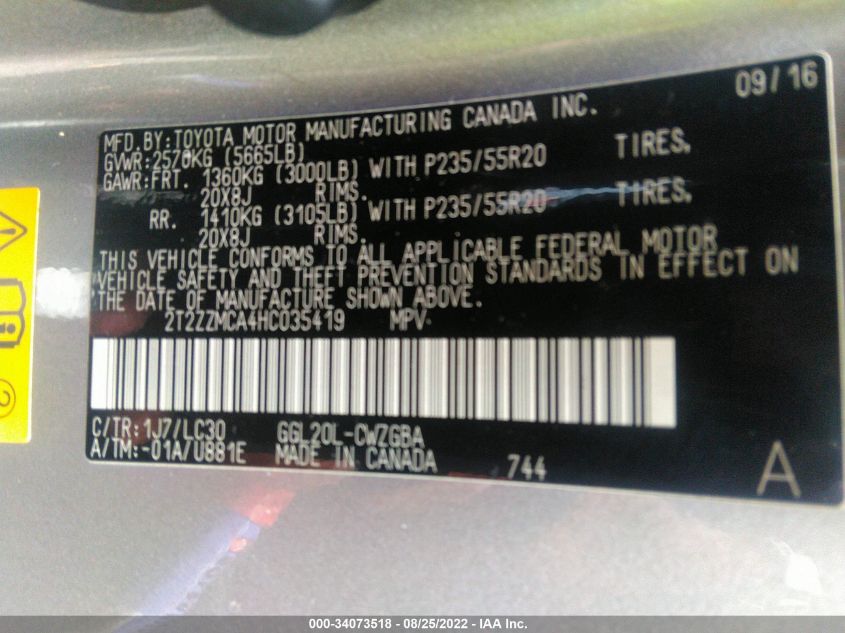 09/16
MFD.BY:TOYOTA MOTOR MANUFACTURING CANADA INC.
GVWR:2570KG (5665LB)
GAWR:FRT. 1360KG (3000LB) WITH P235/55R20 TIRES.
20X8J RIMS.
RR. 1410KG (3105LB) WITH P235/55R20 TIRES.
20X8J RIMS.
THIS VEHICLE CONFORMS TO ALL APPLICABLE FEDERAL MOTOR
VEHICLE SAFETY AND THEFT PREVENTION STANDARDS IN EFFECT ON
THE DATE OF MANUFACTURE SHOWN ABOVE.
2T2ZZMCA4HC035419 MPV
C/TR:1J7/LC30 GGL20L-CWZGBA
A/TM:-01A/U881E MADE IN CANADA 744
A
000-34073518 - 08/25/2022 - IAA Inc.